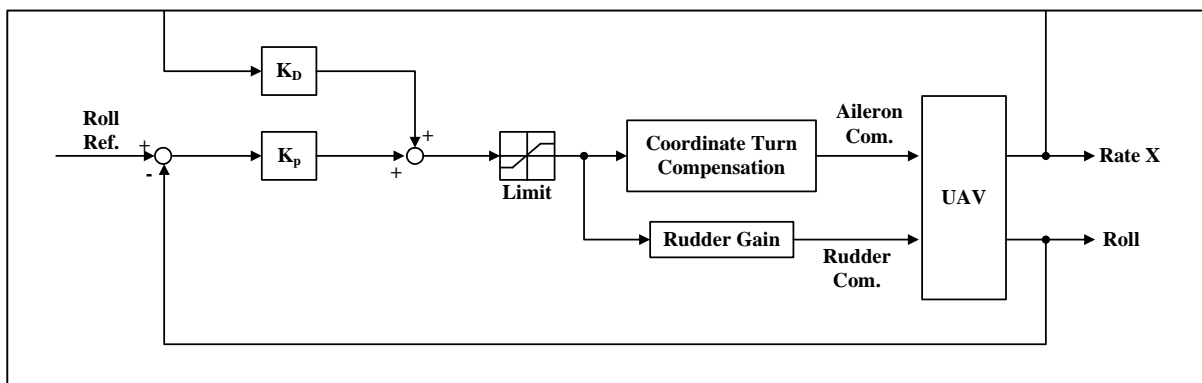 K_D
Roll
Ref.
+
-
K_p
+
+
Limit
Coordinate Turn
Compensation
Rudder Gain
Aileron
Com.
Rudder
Com.
UAV
Rate X
Roll